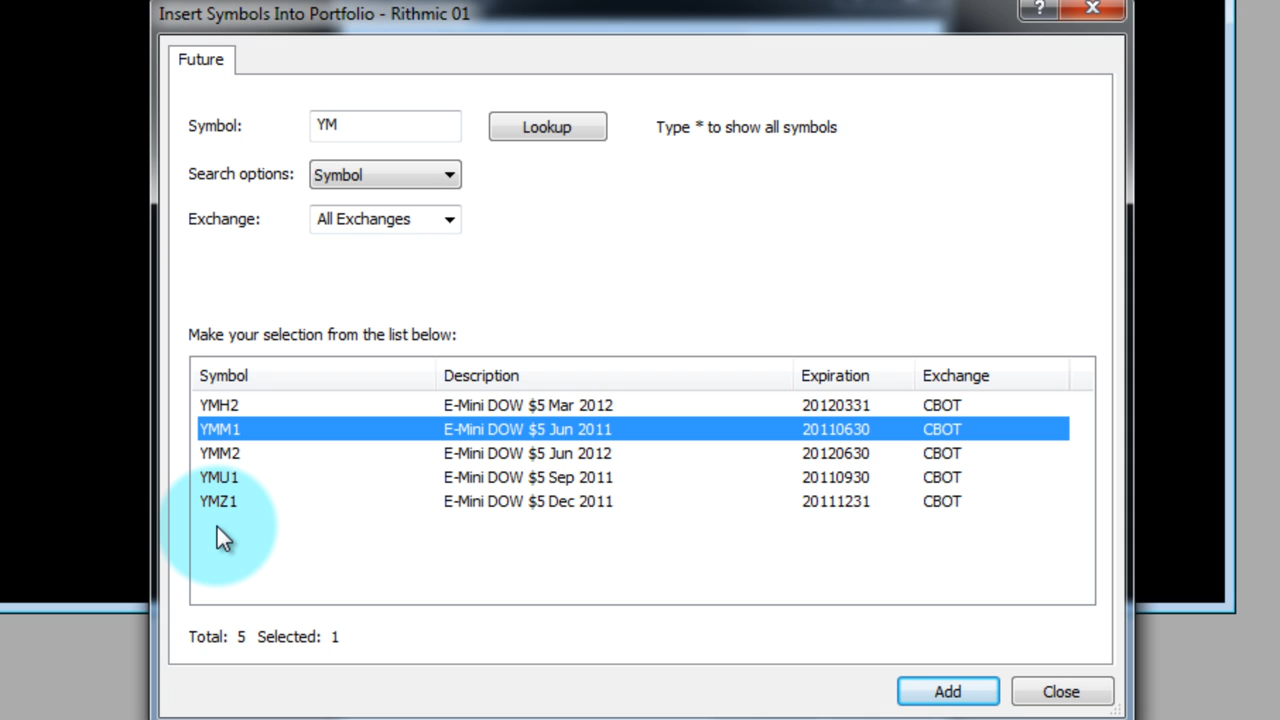 Insert Symbols Into Portfolio - Rithmic 01
?
Future
Symbol: YM Lookup Type * to show all symbols
Search options: Symbol
Exchange: All Exchanges
Make your selection from the list below:
Symbol Description Expiration Exchange
YMH2 E-Mini DOW $5 Mar 2012 20120331 CBOT
YMM1 E-Mini DOW $5 Jun 2011 20110630 CBOT
YMM2 E-Mini DOW $5 Jun 2012 20120630 CBOT
YMU1 E-Mini DOW $5 Sep 2011 20110930 CBOT
YMZ1 E-Mini DOW $5 Dec 2011 20111231 CBOT
Total: 5 Selected: 1
Add Close